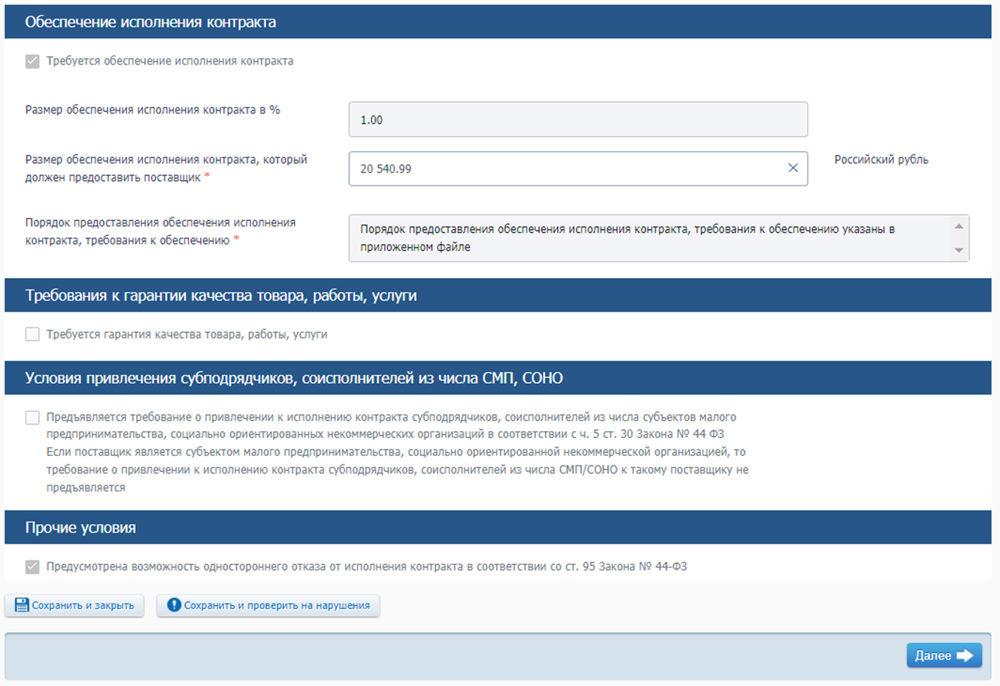 Обеспечение исполнения контракта
Требуется обеспечение исполнения контракта
Размер обеспечения исполнения контракта в %
1.00
Размер обеспечения исполнения контракта, который
должен предоставить поставщик *
20 540.99
Российский рубль
Порядок предоставления обеспечения исполнения
контракта, требования к обеспечению *
Порядок предоставления обеспечения исполнения контракта, требования к обеспечению указаны в
приложенном файле
Требования к гарантии качества товара, работы, услуги
Требуется гарантия качества товара, работы, услуги
Условия привлечения субподрядчиков, соисполнителей из числа СМП, СОНО
Предъявляется требование о привлечении к исполнению контракта субподрядчиков, соисполнителей из числа субъектов малого
предпринимательства, социально ориентированных некоммерческих организаций в соответствии с ч. 5 ст. 30 Закона № 44 ФЗ
Если поставщик является субъектом малого предпринимательства, социально ориентированной некоммерческой организацией, то
требование о привлечении к исполнению контракта субподрядчиков, соисполнителей из числа СМП/СОНО к такому поставщику не
предъявляется
Прочие условия
Предусмотрена возможность одностороннего отказа от исполнения контракта в соответствии со ст. 95 Закона № 44-ФЗ
Сохранить и закрыть
Сохранить и проверить на нарушения
Далее